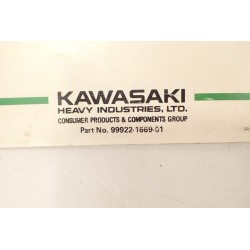 KAWASAKI
HEAVY INDUSTRIES, LTD.
CONSUMER PRODUCTS & COMPONENTS GROUP
Part No. 99922-1669-01